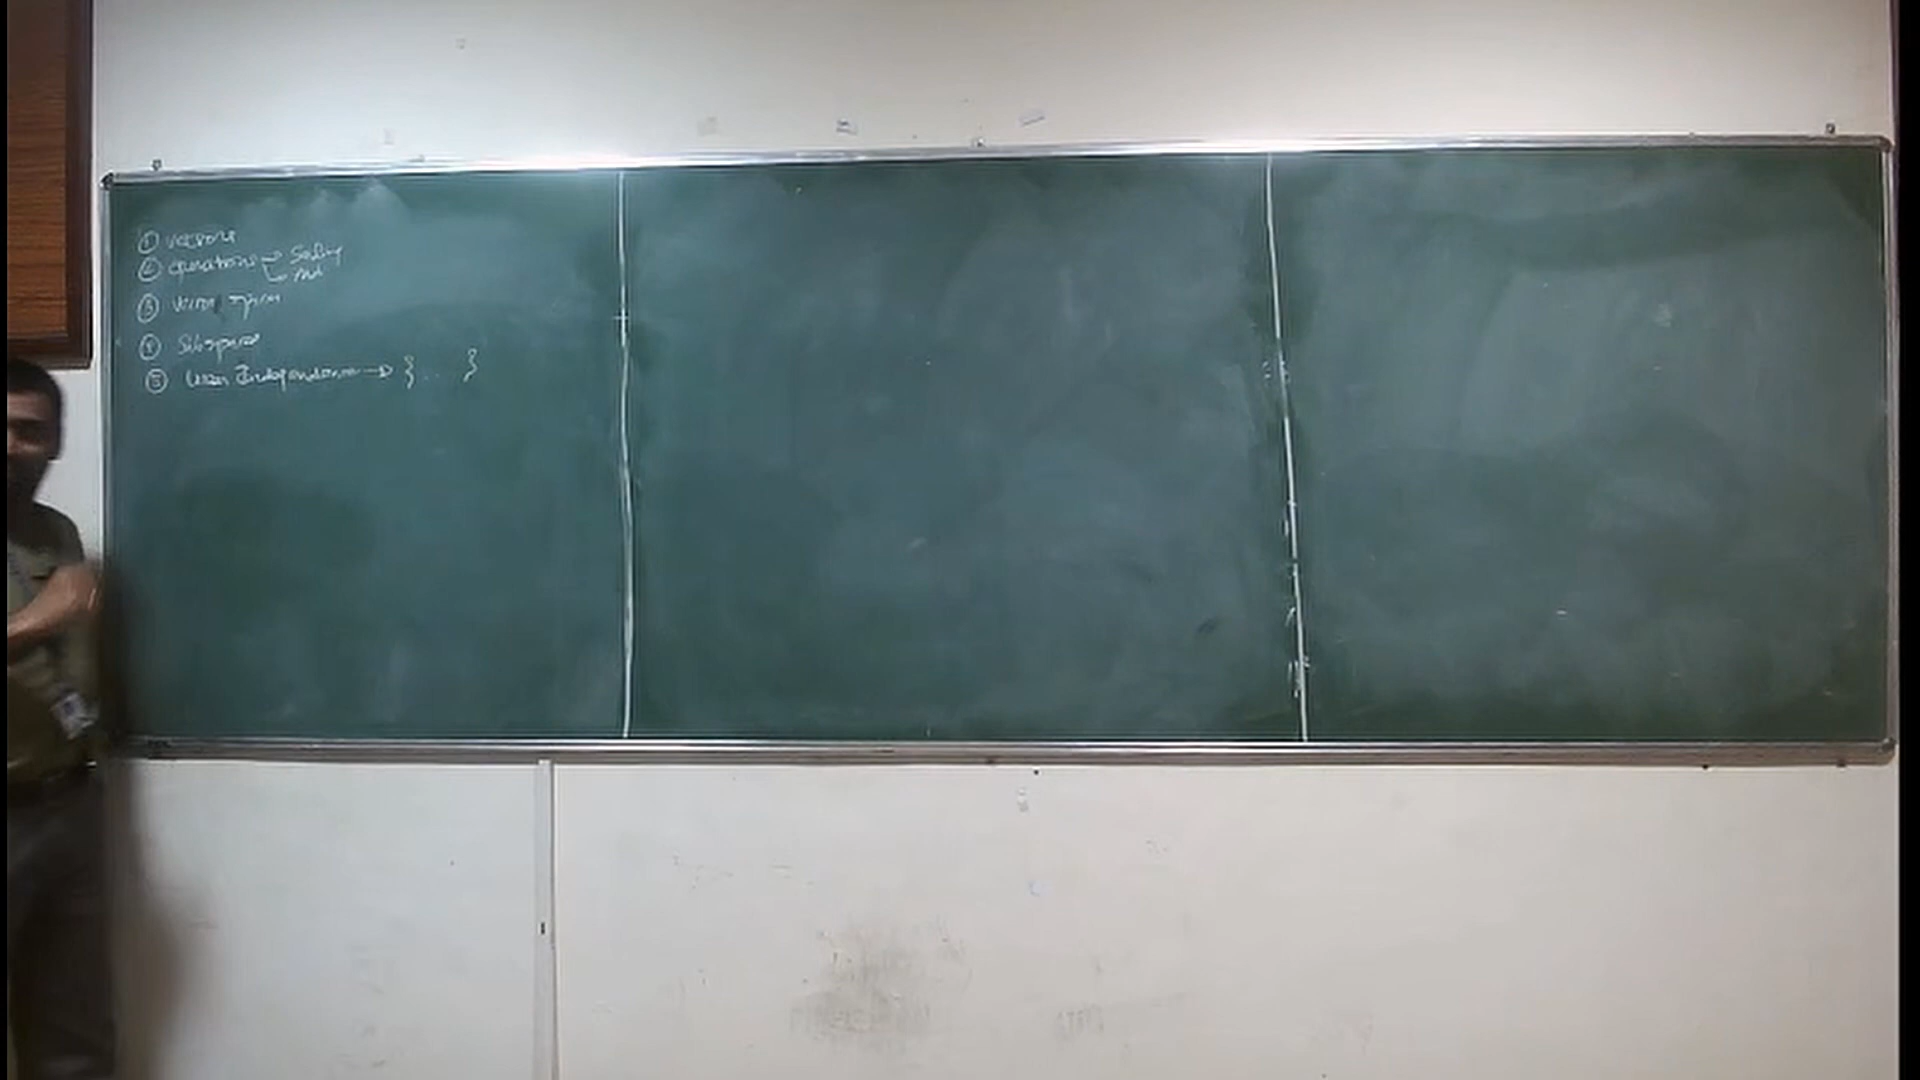 ① Vectors
② Operations → Scaling
→ Add
③ Vector space
④ Subspace
⑤ Linear Independence → { . . . }